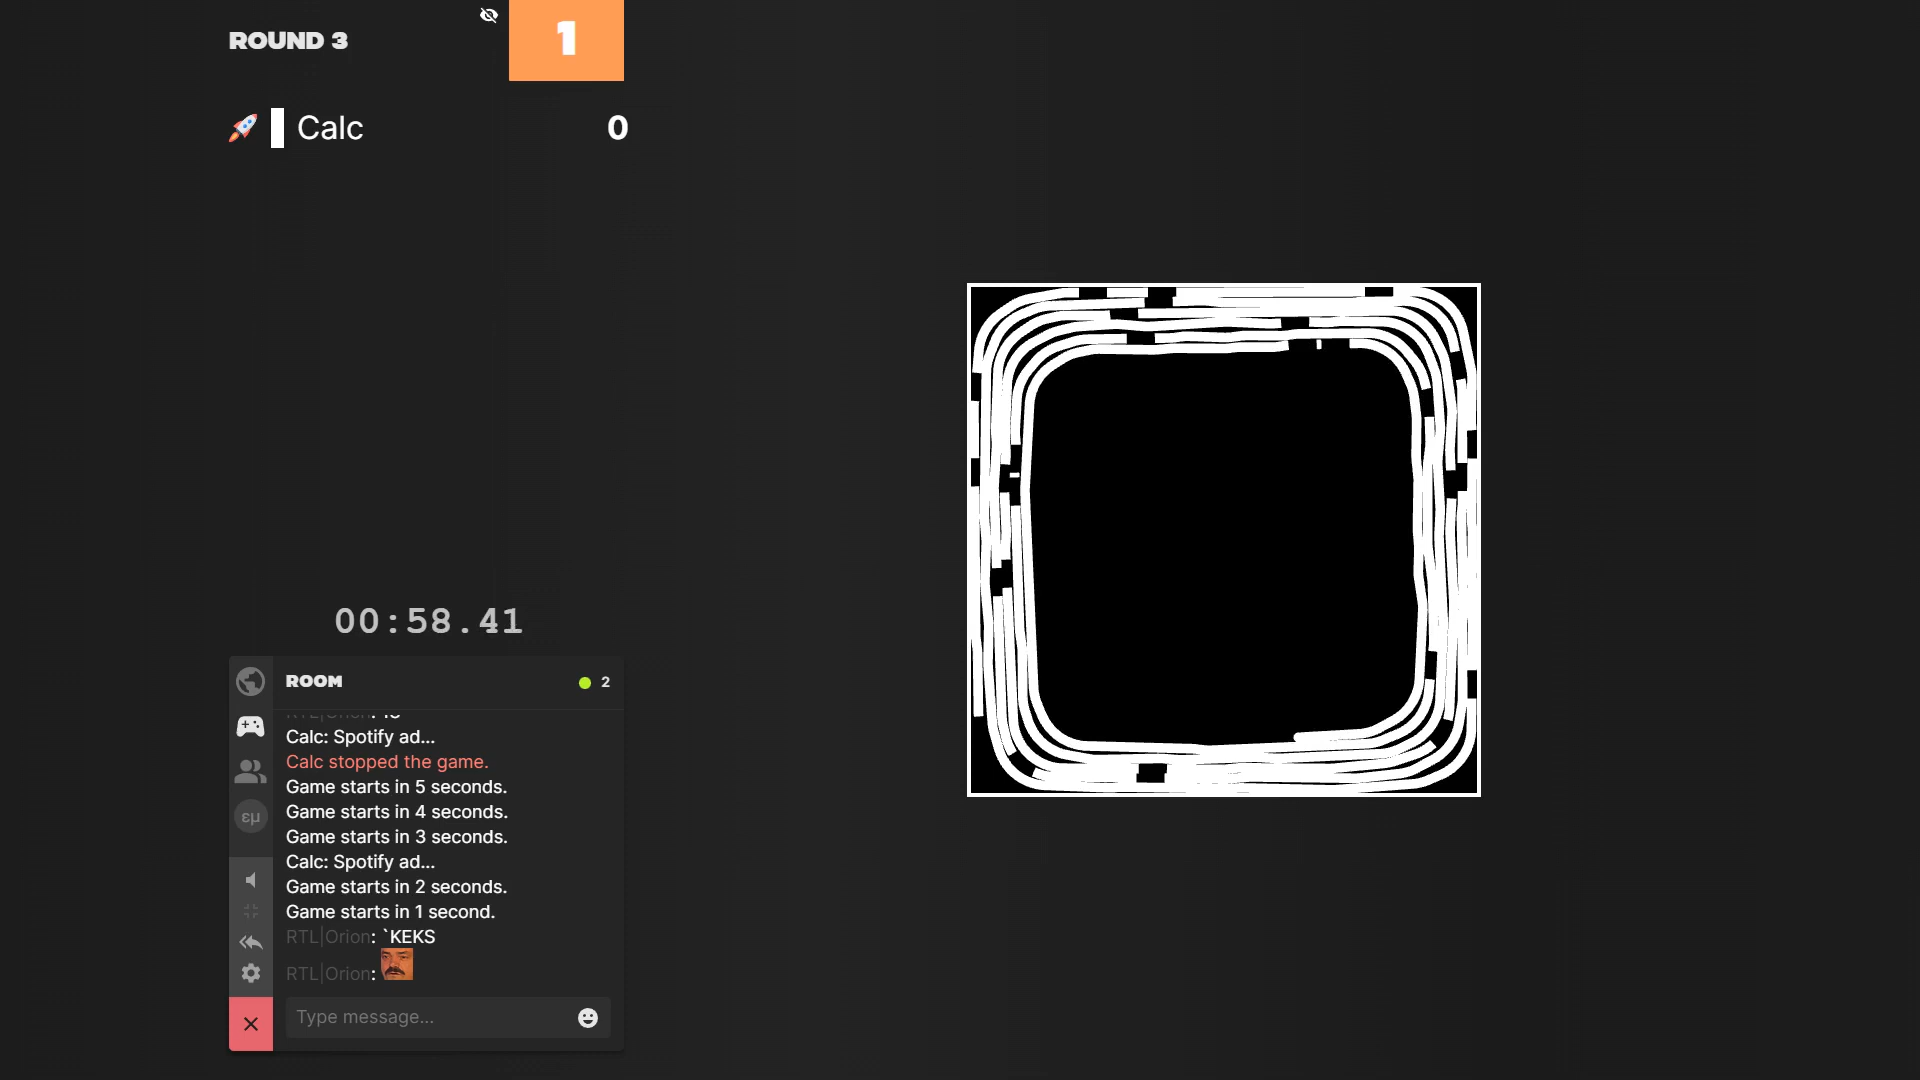 ROUND 3
1
Calc
0
00:58.41
ROOM
2
Calc: Spotify ad...
Calc stopped the game.
Game starts in 5 seconds.
Game starts in 4 seconds.
Game starts in 3 seconds.
Calc: Spotify ad...
Game starts in 2 seconds.
Game starts in 1 second.
RTL|Orion: `KEKS
RTL|Orion:
εμ
Type message...